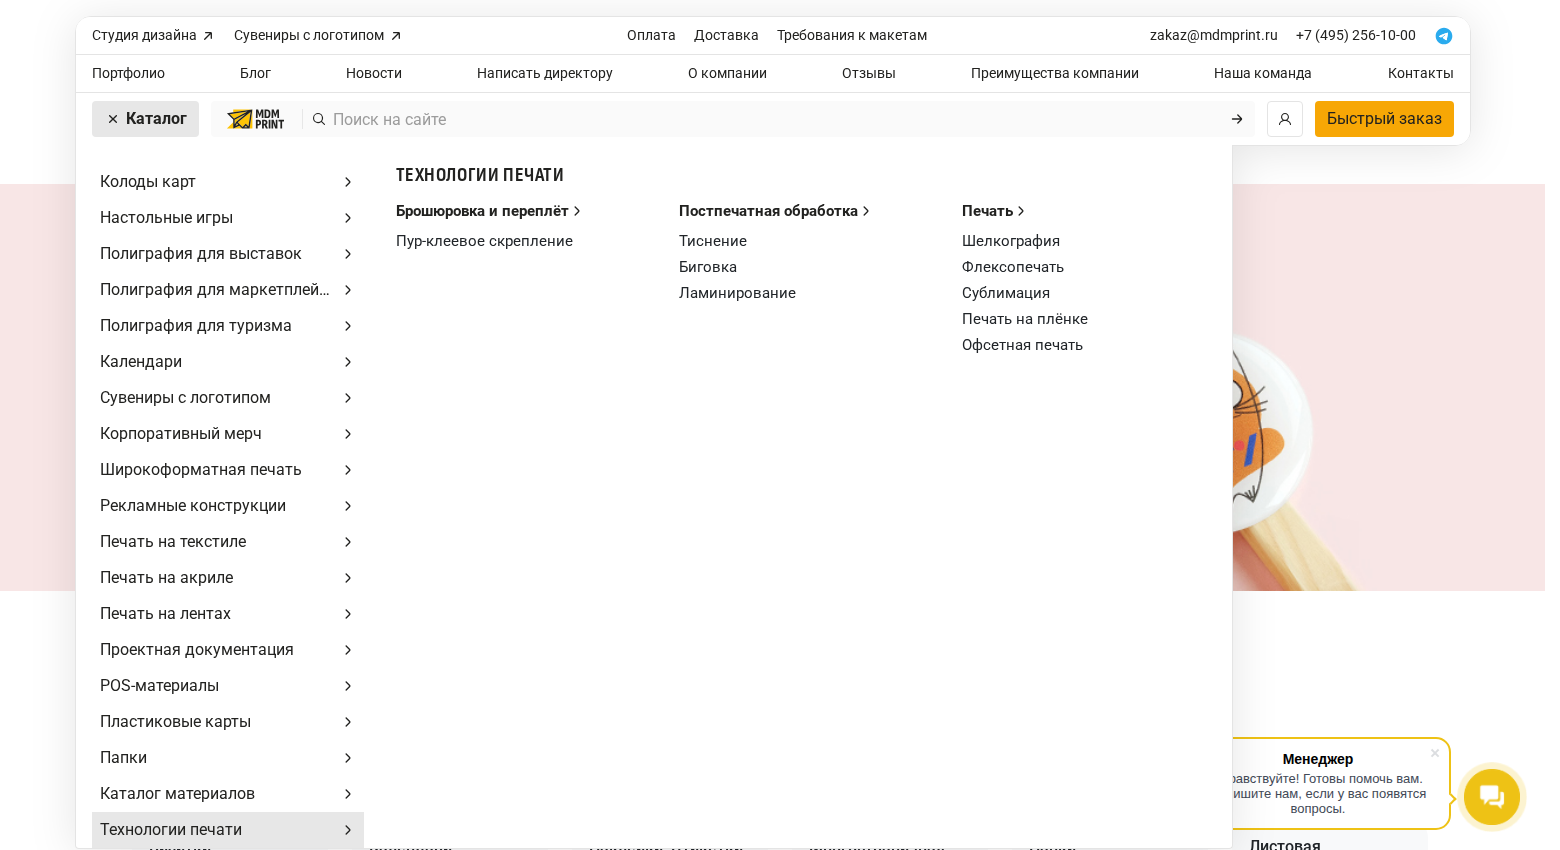 Студия дизайна
Сувениры с логотипом
Оплата
Доставка
Требования к макетам
zakaz@mdmprint.ru
+7 (495) 256-10-00
Портфолио
Блог
Новости
Написать директору
О компании
Отзывы
Преимущества компании
Наша команда
Контакты
Каталог
MDM
PRINT
Поиск на сайте
Быстрый заказ
Колоды карт
Настольные игры
Полиграфия для выставок
Полиграфия для маркетплей...
Полиграфия для туризма
Календари
Сувениры с логотипом
Корпоративный мерч
Широкоформатная печать
Рекламные конструкции
Печать на текстиле
Печать на акриле
Печать на лентах
Проектная документация
POS-материалы
Пластиковые карты
Папки
Каталог материалов
Технологии печати
ТЕХНОЛОГИИ ПЕЧАТИ
Брошюровка и переплёт
Пур-клеевое скрепление
Постпечатная обработка
Тиснение
Биговка
Ламинирование
Печать
Шелкография
Флексопечать
Сублимация
Печать на плёнке
Офсетная печать
Менеджер
Готовы помочь вам.
нам, если у вас появятся
вопросы.
Листовая